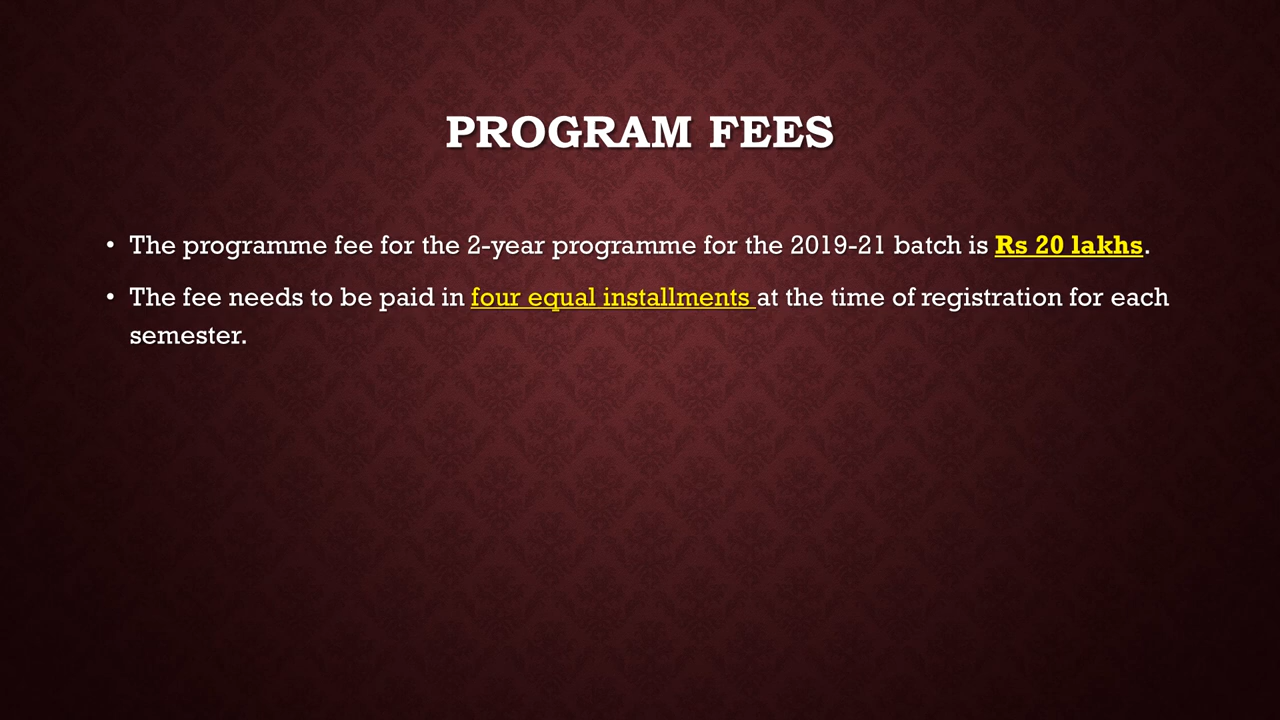 PROGRAM FEES
• The programme fee for the 2-year programme for the 2019-21 batch is Rs 20 lakhs.
• The fee needs to be paid in four equal installments at the time of registration for each
semester.